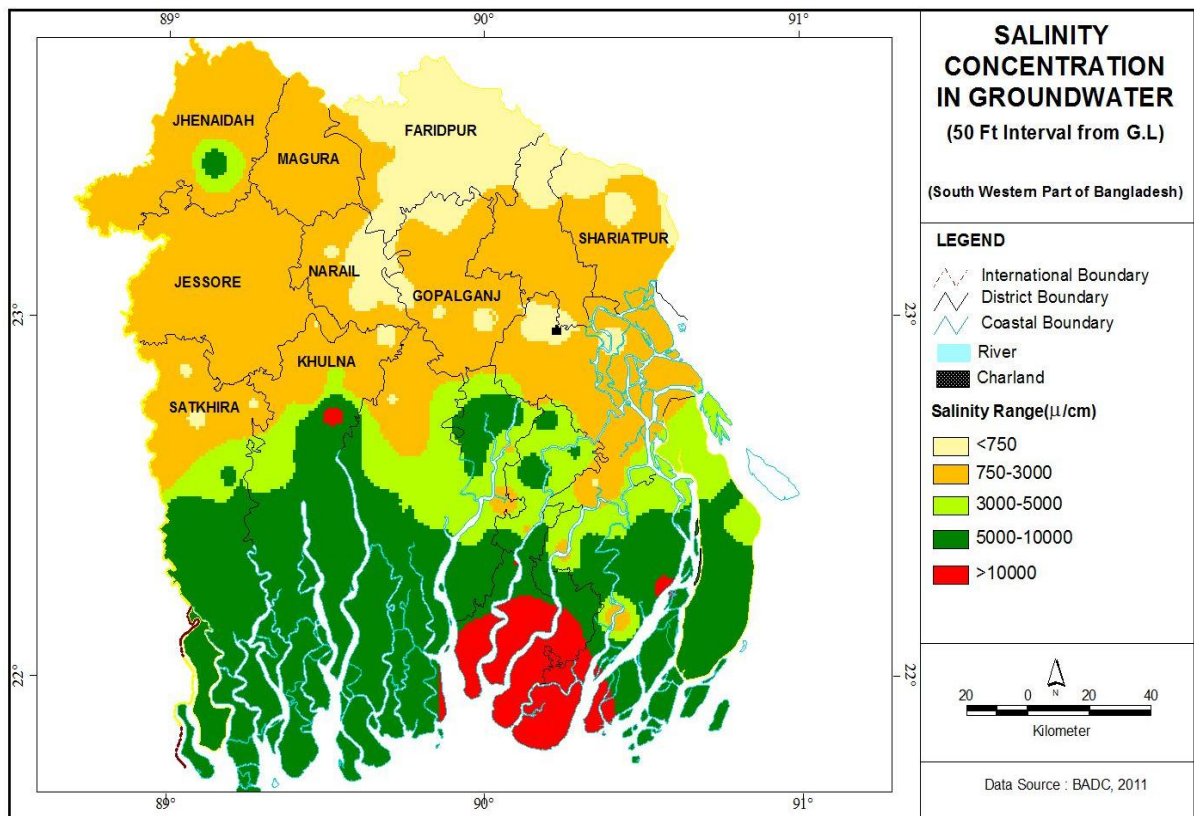 89°
90°
91°
SALINITY
CONCENTRATION
IN GROUNDWATER
(50 Ft Interval from G.L)
(South Western Part of Bangladesh)
JHENAIDAH
MAGURA
FARIDPUR
SHARIATPUR
JESSORE
NARAIL
GOPALGANJ
KHULNA
SATKHIRA
23°
23°
22°
22°
89°
90°
91°
LEGEND
International Boundary
District Boundary
Coastal Boundary
River
Charland
Salinity Range(μ/cm)
<750
750-3000
3000-5000
5000-10000
>10000
N
20 0 20 40
Kilometer
Data Source : BADC, 2011